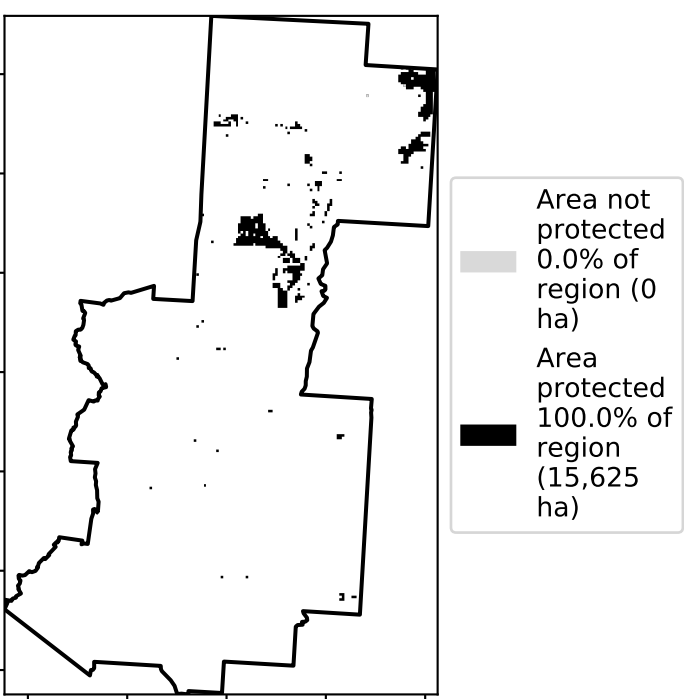 Area not
protected
0.0% of
region (0
ha)
Area
protected
100.0% of
region
(15,625
ha)